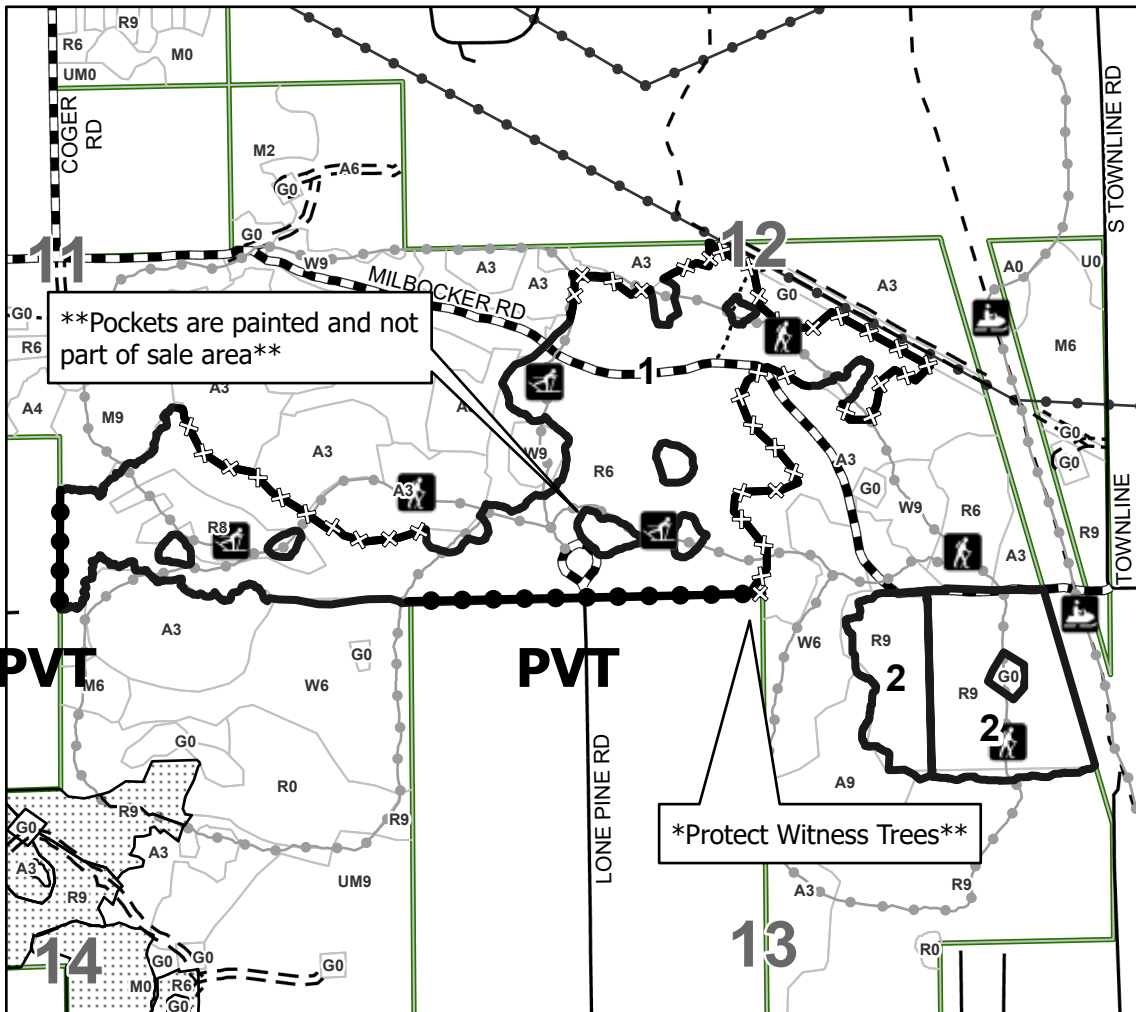 R9
R6
M0
UM0
COGER
RD
S TOWNLINE RD
M2
A6
G0
G0
11
W9
12
A3
A3
A3
MILBOCKER RD
G0
A3
A0
U0
G0
**Pockets are painted and not
part of sale area**
R6
M6
1
A3
A4
M9
W9
A3
R6
A3
G0
G0
A3
G0
W9
R6
R8
A3
R9
TOWNLINE
A3
PVT
PVT
G0
W6
R9
2
R9
G0
M6
W6
2
G0
R0
A9
LONE PINE RD
*Protect Witness Trees**
R9
R9
G0
A3
A3
R9
UM9
A3
R9
14
13
R0
G0
G0
G0
M0
R6
G0